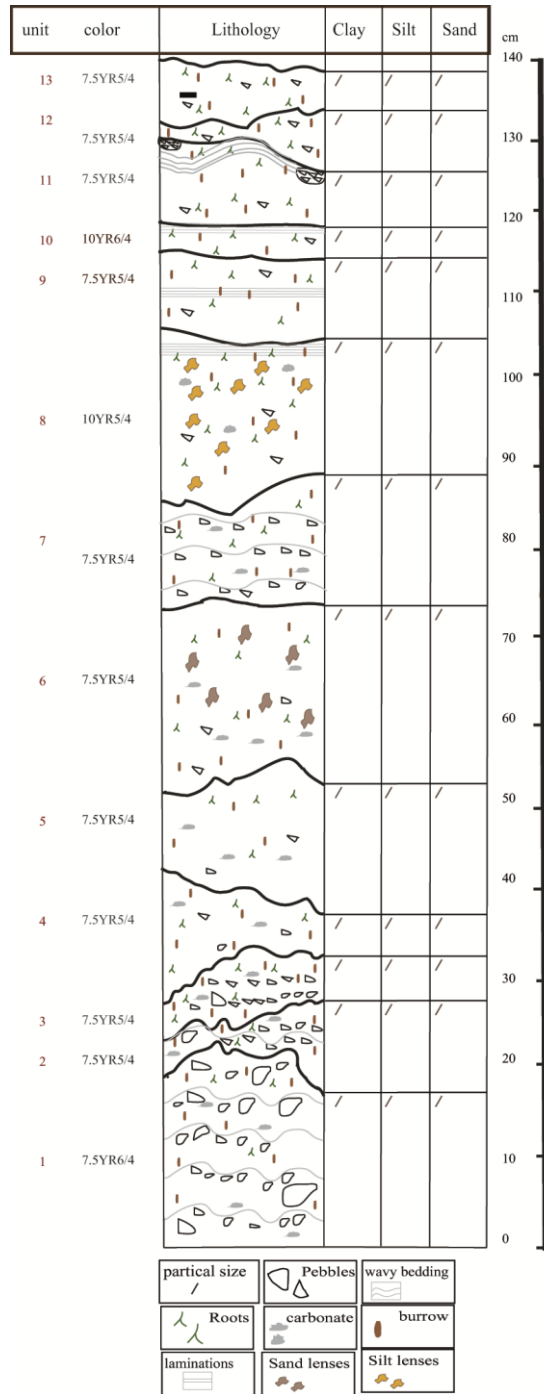 unit color Lithology Clay Silt Sand cm
140
13 7.5YR5/4
12
7.5YR5/4 130
11 7.5YR5/4
120
10 10YR6/4
9 7.5YR5/4
110
100
8 10YR5/4
90
7
80
7.5YR5/4
70
6 7.5YR5/4
60
50
5 7.5YR5/4
40
4 7.5YR5/4
30
3 7.5YR5/4
20
2 7.5YR5/4
10
1 7.5YR6/4
0
partical size Pebbles wavy bedding
Roots carbonate burrow
laminations Sand lenses Silt lenses